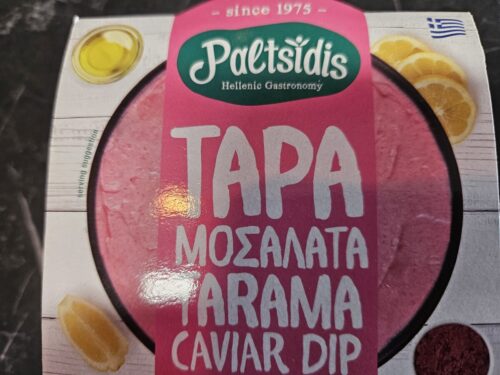 - since 1975 -
Paltsidis
Hellenic Gastronomy
serving suggestion
ΤΑΡΑ
ΜΟΣΑΛΑΤΑ
TARAMA
CAVIAR DIP